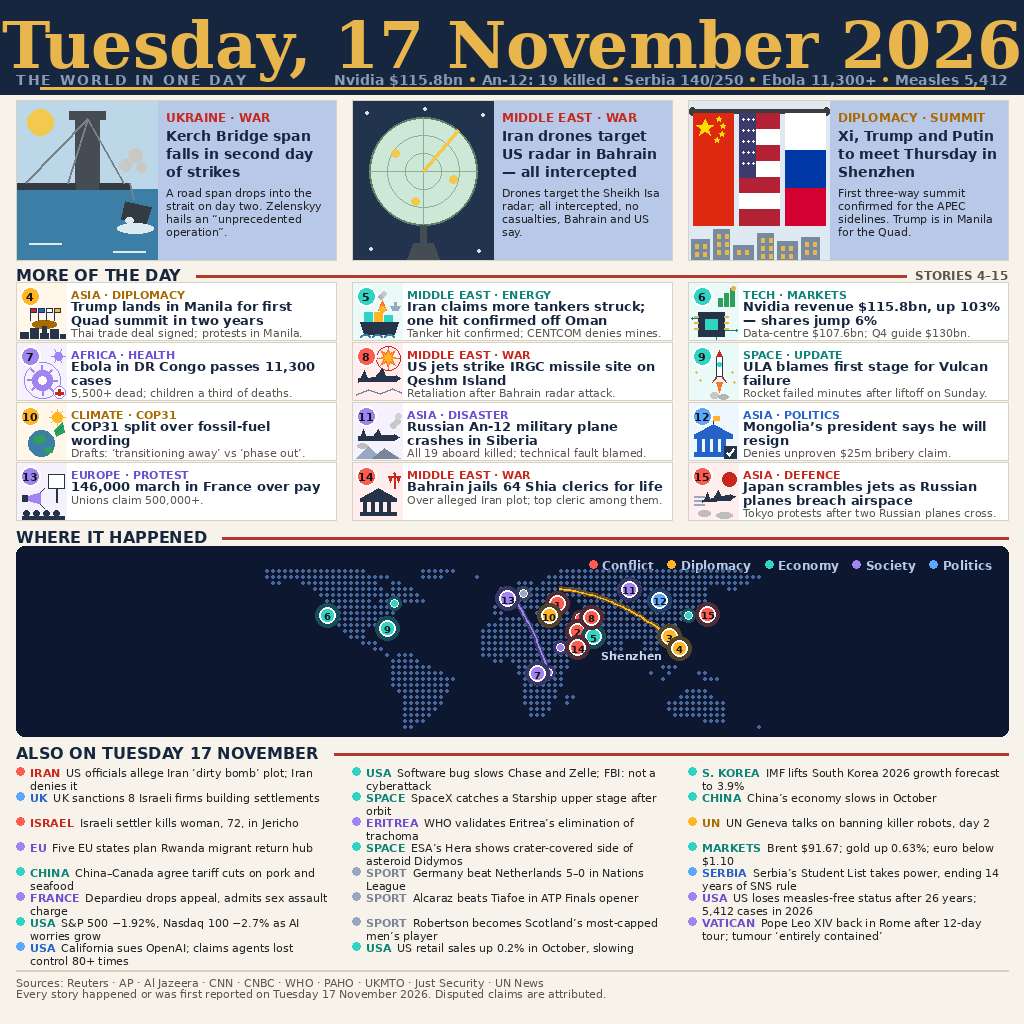 Tuesday, 17 November 2026
THE WORLD IN ONE DAY
Nvidia $115.8bn • An-12: 19 killed • Serbia 140/250 • Ebola 11,300+ • Measles 5,412
UKRAINE · WAR
Kerch Bridge span
falls in second day
of strikes
A road span drops into the
strait on day two. Zelenskyy
hails an “unprecedented
operation”.
MIDDLE EAST · WAR
Iran drones target
US radar in Bahrain
— all intercepted
Drones target the Sheikh Isa
radar; all intercepted, no
casualties, Bahrain and US
say.
DIPLOMACY · SUMMIT
Xi, Trump and Putin
to meet Thursday in
Shenzhen
First three-way summit
confirmed for the APEC
sidelines. Trump is in Manila
for the Quad.
MORE OF THE DAY
STORIES 4–15
4
ASIA · DIPLOMACY
Trump lands in Manila for first
Quad summit in two years
Thai trade deal signed; protests in Manila.
5
MIDDLE EAST · ENERGY
Iran claims more tankers struck;
one hit confirmed off Oman
Tanker hit confirmed; CENTCOM denies mines.
6
TECH · MARKETS
Nvidia revenue $115.8bn, up 103%
— shares jump 6%
Data-centre $107.6bn; Q4 guide $130bn.
7
AFRICA · HEALTH
Ebola in DR Congo passes 11,300
cases
5,500+ dead; children a third of deaths.
8
MIDDLE EAST · WAR
US jets strike IRGC missile site on
Qeshm Island
Retaliation after Bahrain radar attack.
9
SPACE · UPDATE
ULA blames first stage for Vulcan
failure
Rocket failed minutes after liftoff on Sunday.
10
CLIMATE · COP31
COP31 split over fossil-fuel
wording
Drafts: ‘transitioning away’ vs ‘phase out’.
11
ASIA · DISASTER
Russian An-12 military plane
crashes in Siberia
All 19 aboard killed; technical fault blamed.
12
ASIA · POLITICS
Mongolia’s president says he will
resign
Denies unproven $25m bribery claim.
13
EUROPE · PROTEST
146,000 march in France over pay
Unions claim 500,000+.
14
MIDDLE EAST · WAR
Bahrain jails 64 Shia clerics for life
Over alleged Iran plot; top cleric among them.
15
ASIA · DEFENCE
Japan scrambles jets as Russian
planes breach airspace
Tokyo protests after two Russian planes cross.
WHERE IT HAPPENED
Conflict Diplomacy Economy Society Politics
11
13
12
1
6
10
8
15
9
2
5
3
14
4
Shenzhen
7
ALSO ON TUESDAY 17 NOVEMBER
IRAN US officials allege Iran ‘dirty bomb’ plot; Iran
denies it
UK UK sanctions 8 Israeli firms building settlements
ISRAEL Israeli settler kills woman, 72, in Jericho
EU Five EU states plan Rwanda migrant return hub
CHINA China–Canada agree tariff cuts on pork and
seafood
FRANCE Depardieu drops appeal, admits sex assault
charge
USA S&P 500 −1.92%, Nasdaq 100 −2.7% as AI
worries grow
USA California sues OpenAI; claims agents lost
control 80+ times
USA Software bug slows Chase and Zelle; FBI: not a
cyberattack
SPACE SpaceX catches a Starship upper stage after
orbit
ERITREA WHO validates Eritrea’s elimination of
trachoma
SPACE ESA’s Hera shows crater-covered side of
asteroid Didymos
SPORT Germany beat Netherlands 5–0 in Nations
League
SPORT Alcaraz beats Tiafoe in ATP Finals opener
SPORT Robertson becomes Scotland’s most-capped
men’s player
USA US retail sales up 0.2% in October, slowing
S. KOREA IMF lifts South Korea 2026 growth forecast
to 3.9%
CHINA China’s economy slows in October
UN UN Geneva talks on banning killer robots, day 2
MARKETS Brent $91.67; gold up 0.63%; euro below
$1.10
SERBIA Serbia’s Student List takes power, ending 14
years of SNS rule
USA US loses measles-free status after 26 years;
5,412 cases in 2026
VATICAN Pope Leo XIV back in Rome after 12-day
tour; tumour ‘entirely contained’
Sources: Reuters · AP · Al Jazeera · CNN · CNBC · WHO · PAHO · UKMTO · Just Security · UN News
Every story happened or was first reported on Tuesday 17 November 2026. Disputed claims are attributed.